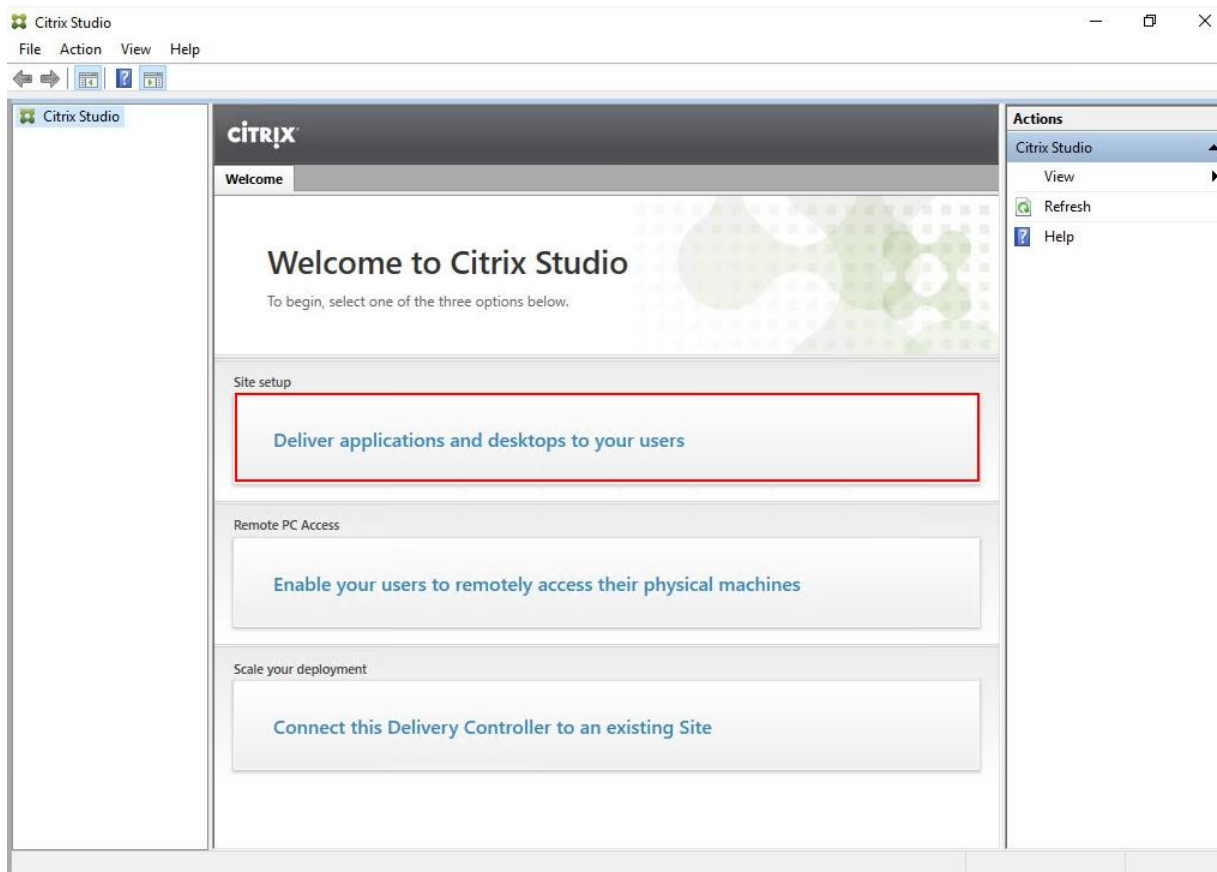 Citrix Studio
File Action View Help
Citrix Studio
CİTRİX
Welcome
Welcome to Citrix Studio
To begin, select one of the three options below.
Site setup
Deliver applications and desktops to your users
Remote PC Access
Enable your users to remotely access their physical machines
Scale your deployment
Connect this Delivery Controller to an existing Site
Actions
Citrix Studio
View
Refresh
Help